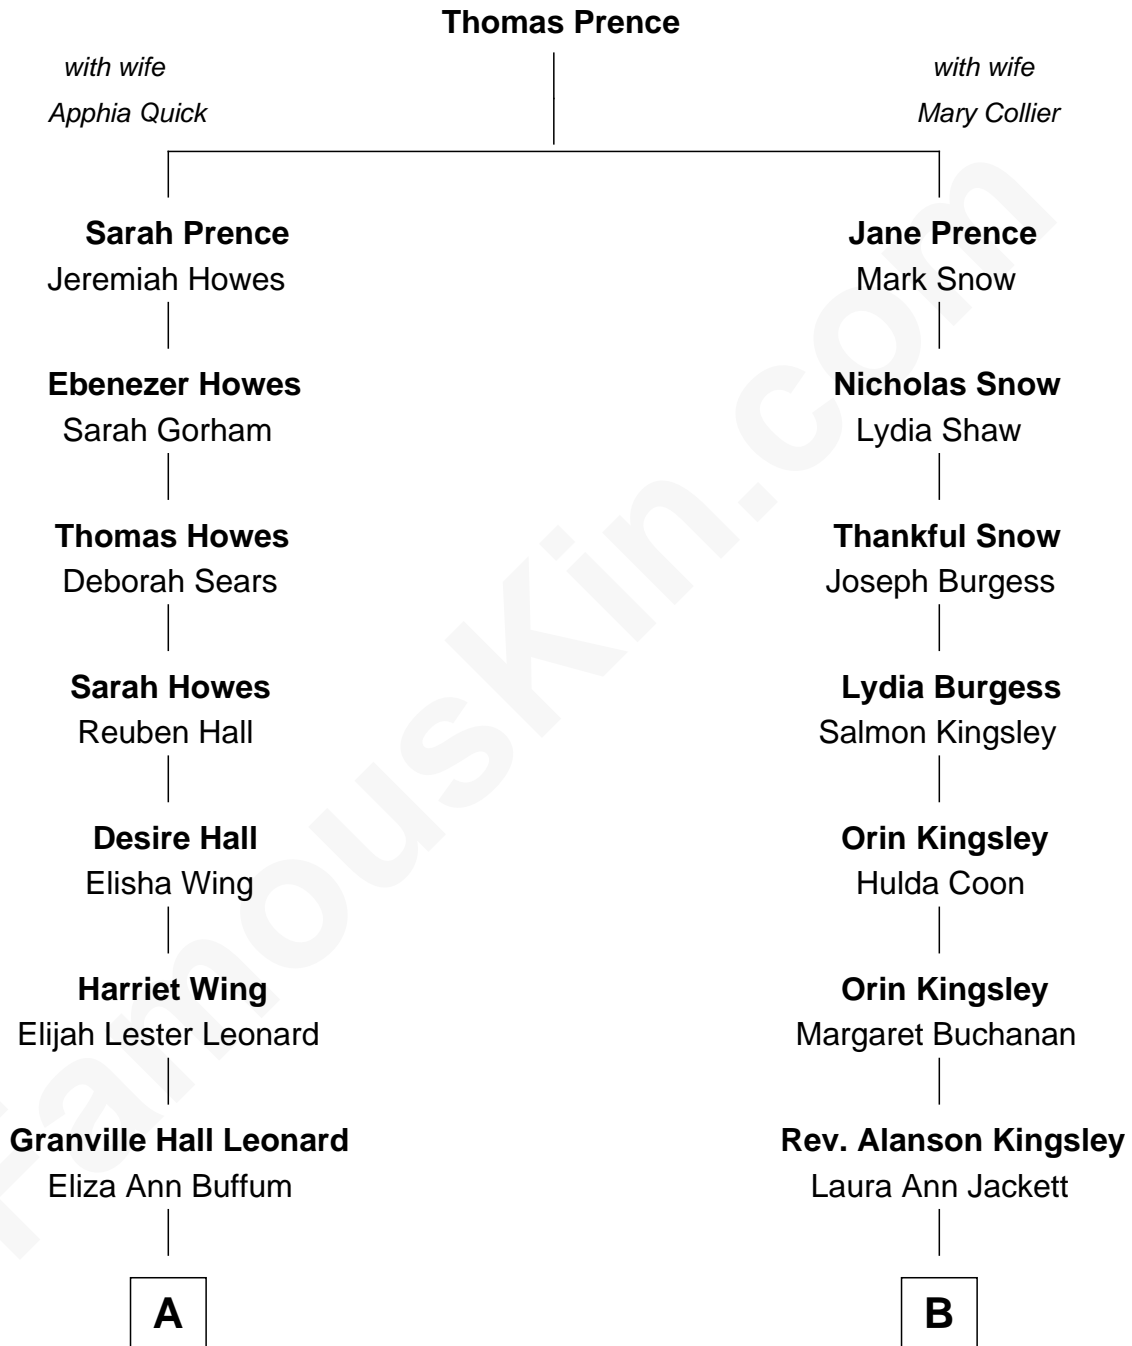 Thomas Prence
with wife
Apphia Quick
with wife
Mary Collier
Sarah Prence
Jeremiah Howes
Jane Prence
Mark Snow
Ebenezer Howes
Sarah Gorham
Nicholas Snow
Lydia Shaw
Thomas Howes
Deborah Sears
Thankful Snow
Joseph Burgess
Sarah Howes
Reuben Hall
Lydia Burgess
Salmon Kingsley
Desire Hall
Elisha Wing
Orin Kingsley
Hulda Coon
Harriet Wing
Elijah Lester Leonard
Orin Kingsley
Margaret Buchanan
Granville Hall Leonard
Eliza Ann Buffum
Rev. Alanson Kingsley
Laura Ann Jackett
A
B
FamousKin.com